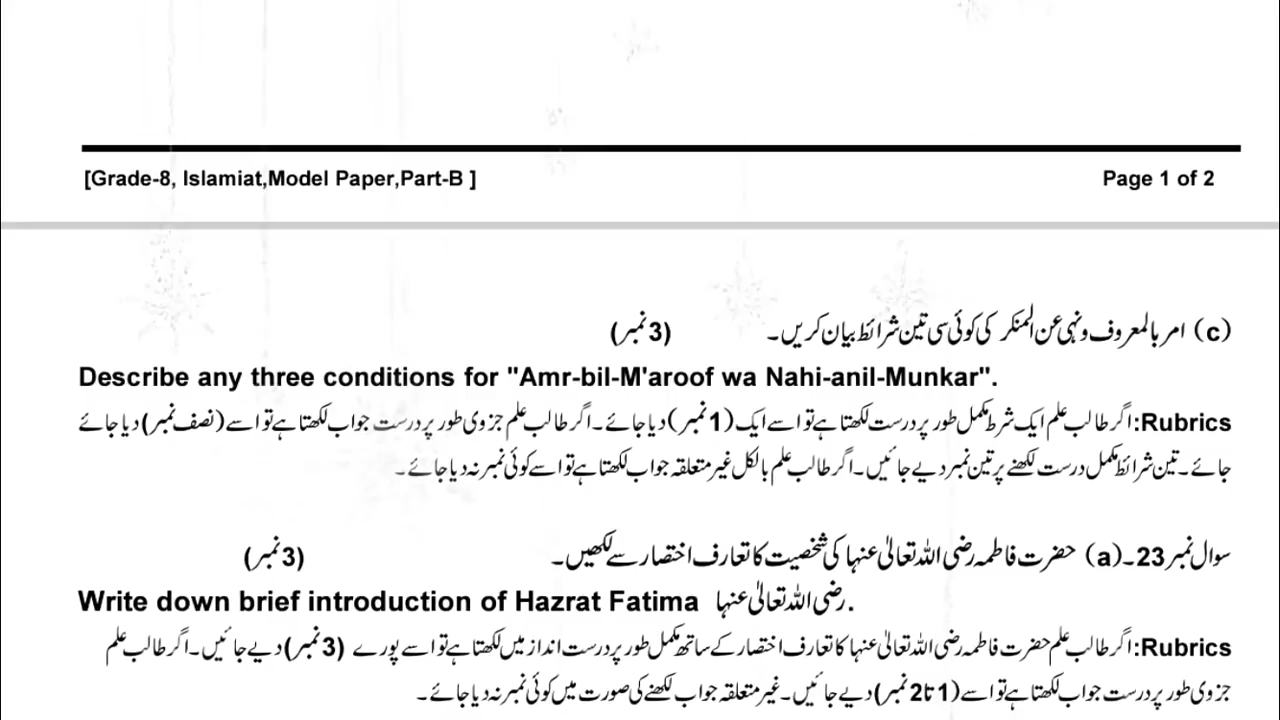 [Grade-8, Islamiat,Model Paper,Part-B ] Page 1 of 2
(c) امر بالمعروف ونہی عن المنکر کی کوئی سی تین شرائط بیان کریں۔ (3 نمبر)
Describe any three conditions for "Amr-bil-M'aroof wa Nahi-anil-Munkar".
Rubrics: اگر طالب علم ایک شرط مکمل طور پر درست لکھتا ہے تو اسے ایک (1 نمبر) دیا جائے۔ اگر طالب علم جزوی طور پر درست جواب لکھتا ہے تو اسے (نصف نمبر) دیا جائے
جائے۔ تین شرائط مکمل درست لکھنے پر تین نمبر دیے جائیں۔ اگر طالب علم بالکل غیر متعلقہ جواب لکھتا ہے تو اسے کوئی نمبر نہ دیا جائے۔
سوال نمبر 23۔ (a) حضرت فاطمہ رضی اللہ تعالیٰ عنہا کی شخصیت کا تعارف اختصار سے لکھیں۔ (3 نمبر)
Write down brief introduction of Hazrat Fatima رضی اللہ تعالیٰ عنہا.
Rubrics: اگر طالب علم حضرت فاطمہ رضی اللہ تعالیٰ عنہا کا تعارف اختصار کے ساتھ مکمل طور پر درست انداز میں لکھتا ہے تو اسے پورے (3 نمبر) دیے جائیں۔ اگر طالب علم
جزوی طور پر درست جواب لکھتا ہے تو اسے (1 تا 2 نمبر) دیے جائیں۔ غیر متعلقہ جواب لکھنے کی صورت میں کوئی نمبر نہ دیا جائے۔